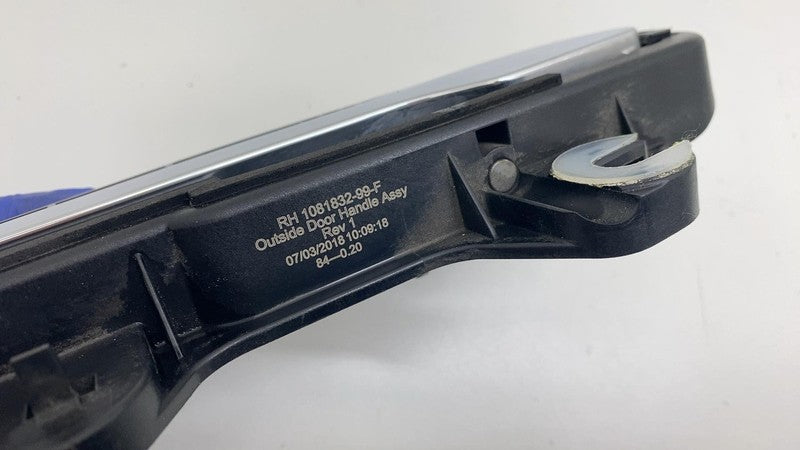 RH 1081832-99-F
Outside Door Handle Assy
Rev 1
07/03/2018 10:09:18
84—0.20